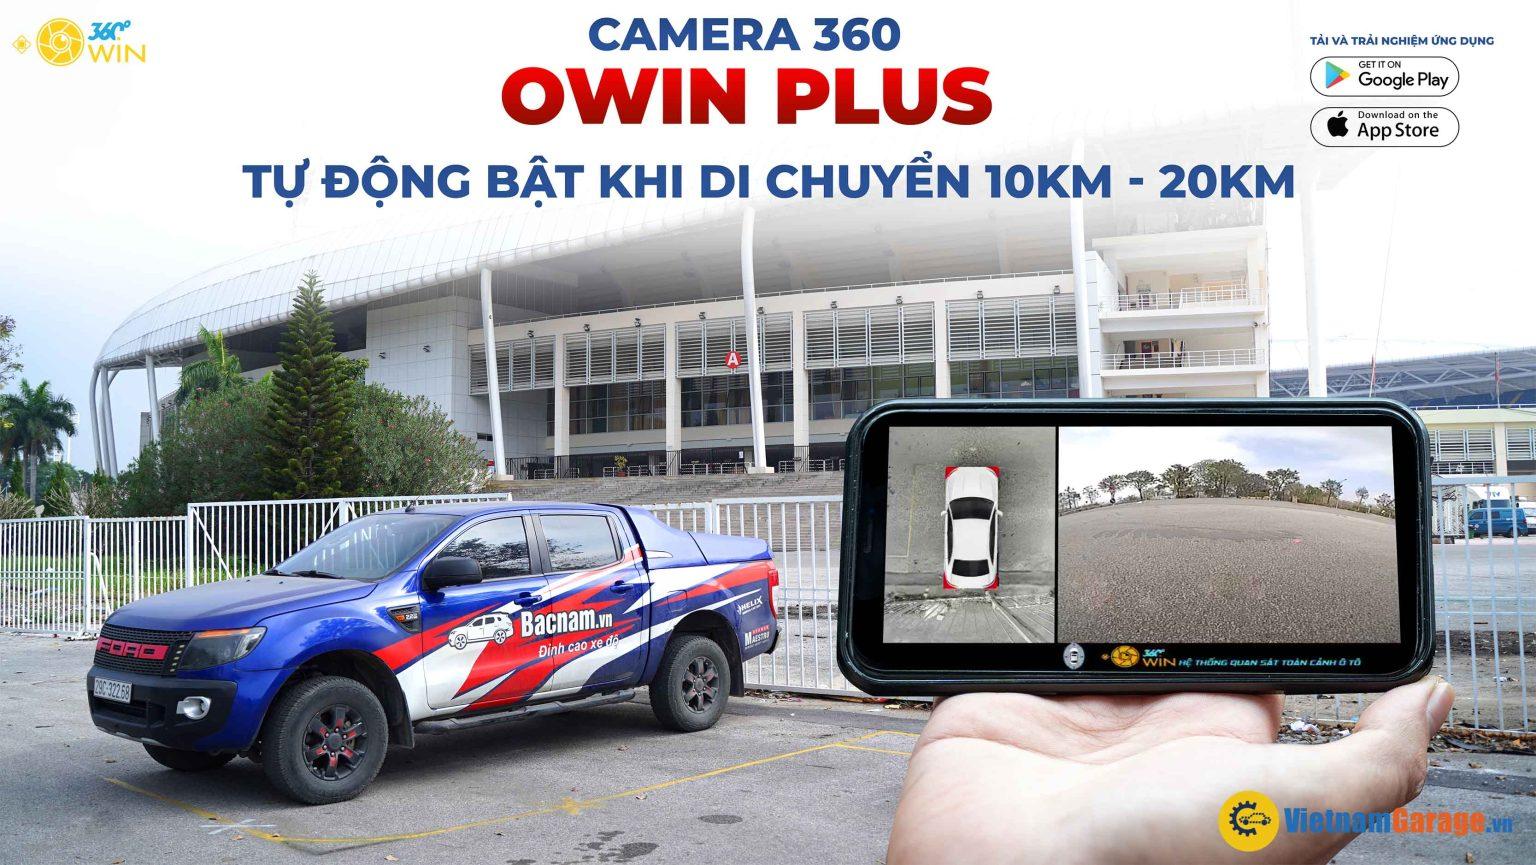 360°
WIN
CAMERA 360
OWIN PLUS
TỰ ĐỘNG BẬT KHI DI CHUYỂN 10KM - 20KM
TẢI VÀ TRẢI NGHIỆM ỨNG DỤNG
GET IT ON
Google Play
Download on the
App Store
A
Bacnam.vn
Đỉnh cao xe độ
HELIX
MAESTRO
FORD
29C-322.68
360°
WIN HỆ THỐNG QUAN SÁT TOÀN CẢNH Ô TÔ
VietnamGarage.vn